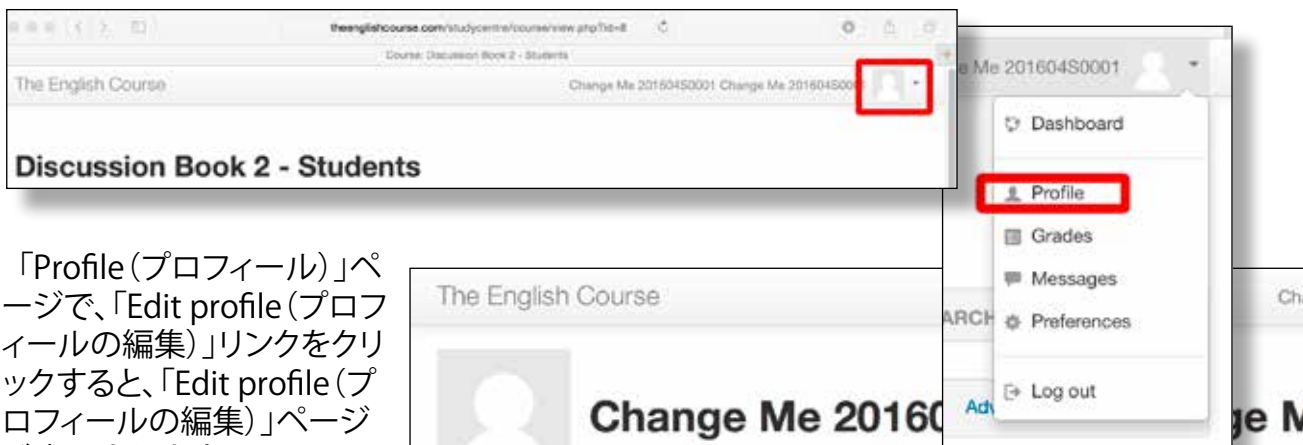 theenglishcourse.com/studycentre/course/view.php?id=8
Course: Discussion Book 2 - Students
The English Course
Change Me 201604S0001 Change Me 201604S000
Discussion Book 2 - Students
e Me 201604S0001
Dashboard
Profile
Grades
Messages
Preferences
Log out
「Profile（プロフィール）」ペ
ージで、「Edit profile（プロフ
ィールの編集）」リンクをクリ
ックすると、「Edit profile（プ
ロフィールの編集）」ページ
The English Course
Change Me 20160
ARCH
Adv
Cha
ge M